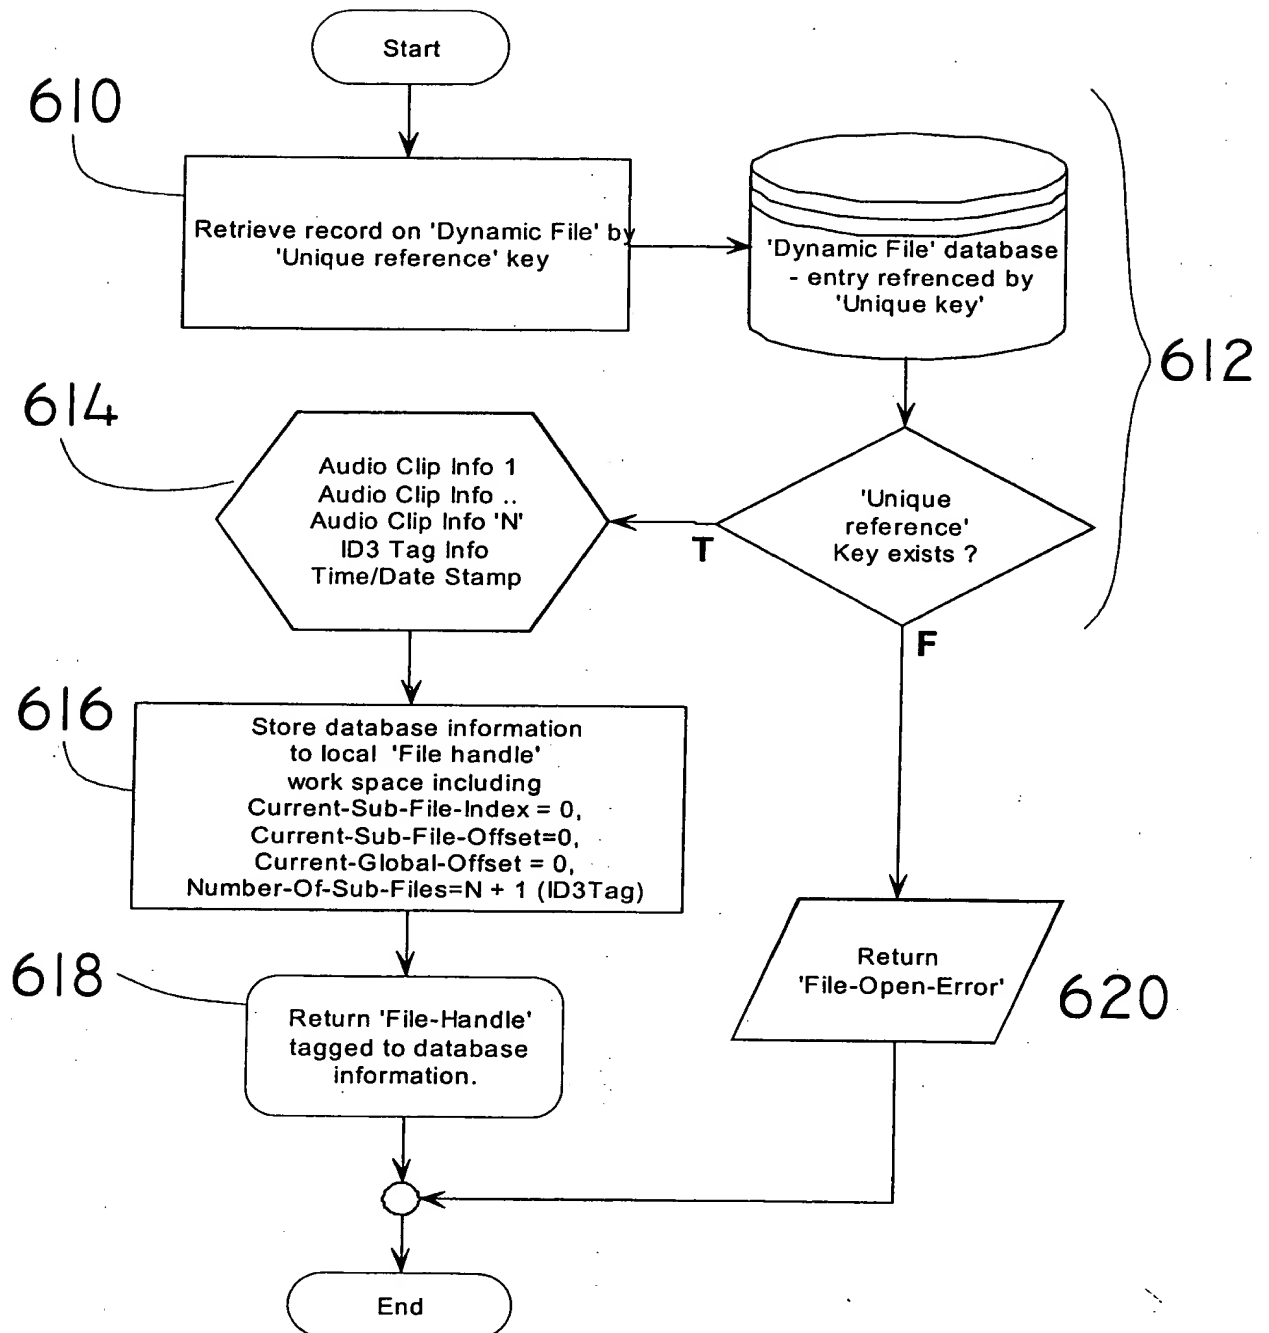 Start
610
Retrieve record on 'Dynamic File' by
'Unique reference' key
'Dynamic File' database
- entry refrenced by
'Unique key'
612
614
Audio Clip Info 1
Audio Clip Info ..
Audio Clip Info 'N'
ID3 Tag Info
Time/Date Stamp
'Unique
reference'
Key exists ?
T
F
616
Store database information
to local 'File handle'
work space including
Current-Sub-File-Index = 0,
Current-Sub-File-Offset=0,
Current-Global-Offset = 0,
Number-Of-Sub-Files=N + 1 (ID3Tag)
618
Return 'File-Handle'
tagged to database
information.
Return
'File-Open-Error'
620
End